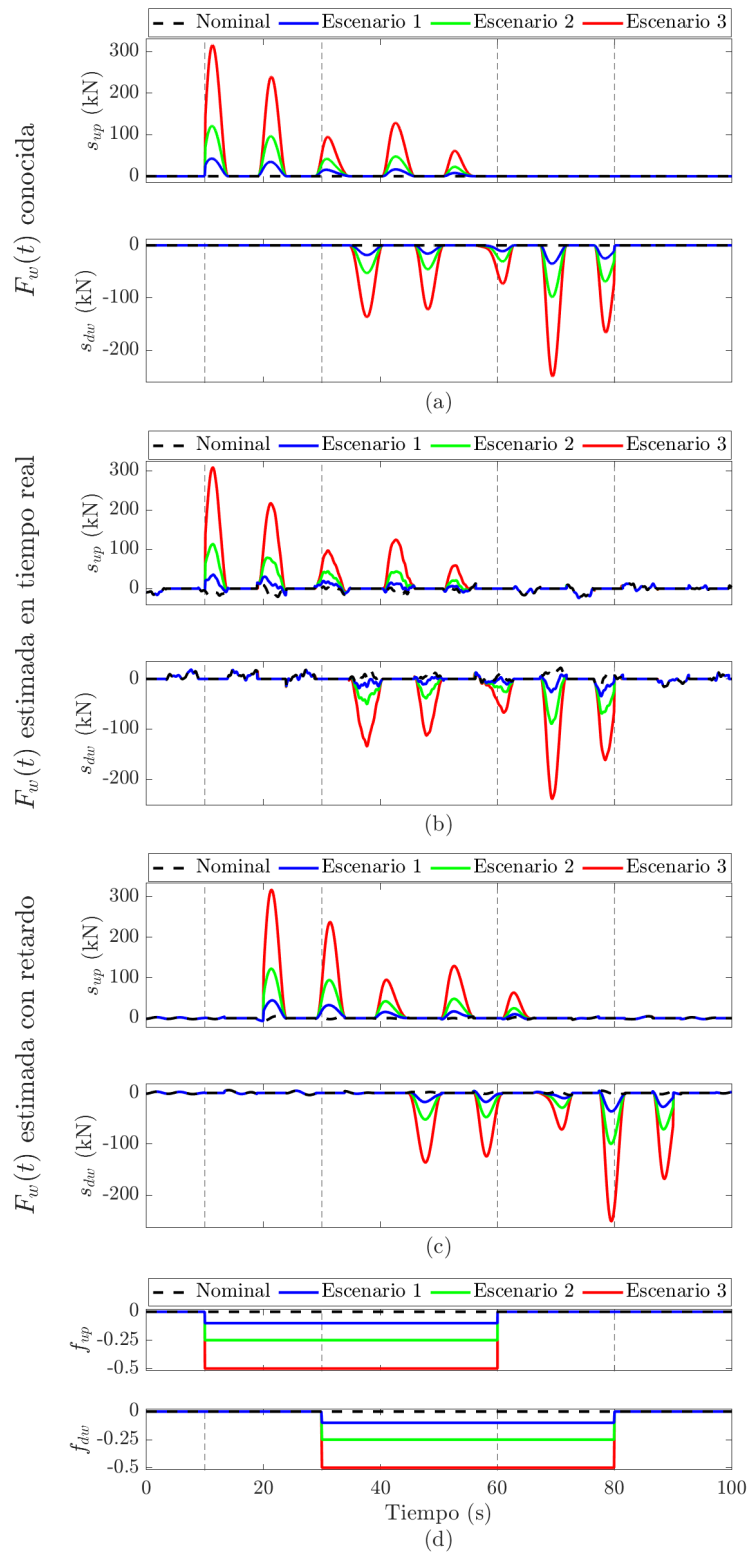 Nominal Escenario 1 Escenario 2 Escenario 3
F_w(t) conocida
s_up (kN)
300
200
100
0
s_dw (kN)
0
-100
-200
(a)
Nominal Escenario 1 Escenario 2 Escenario 3
F_w(t) estimada en tiempo real
s_up (kN)
300
200
100
0
s_dw (kN)
0
-100
-200
(b)
Nominal Escenario 1 Escenario 2 Escenario 3
F_w(t) estimada con retardo
s_up (kN)
300
200
100
0
s_dw (kN)
0
-100
-200
(c)
Nominal Escenario 1 Escenario 2 Escenario 3
f_up
0
-0.25
-0.5
f_dw
0
-0.25
-0.5
0 20 40 60 80 100
Tiempo (s)
(d)